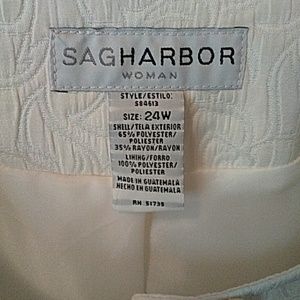 SAGHARBOR
WOMAN
STYLE/ESTILO:
S84613
SIZE: 24W
SHELL/TELA EXTERIOR
65% POLYESTER/
POLIESTER
35% RAYON/RAYON
LINING/FORRO
100% POLYESTER/
POLIESTER
MADE IN GUATEMALA
HECHO EN GUATEMALA
RN 51735